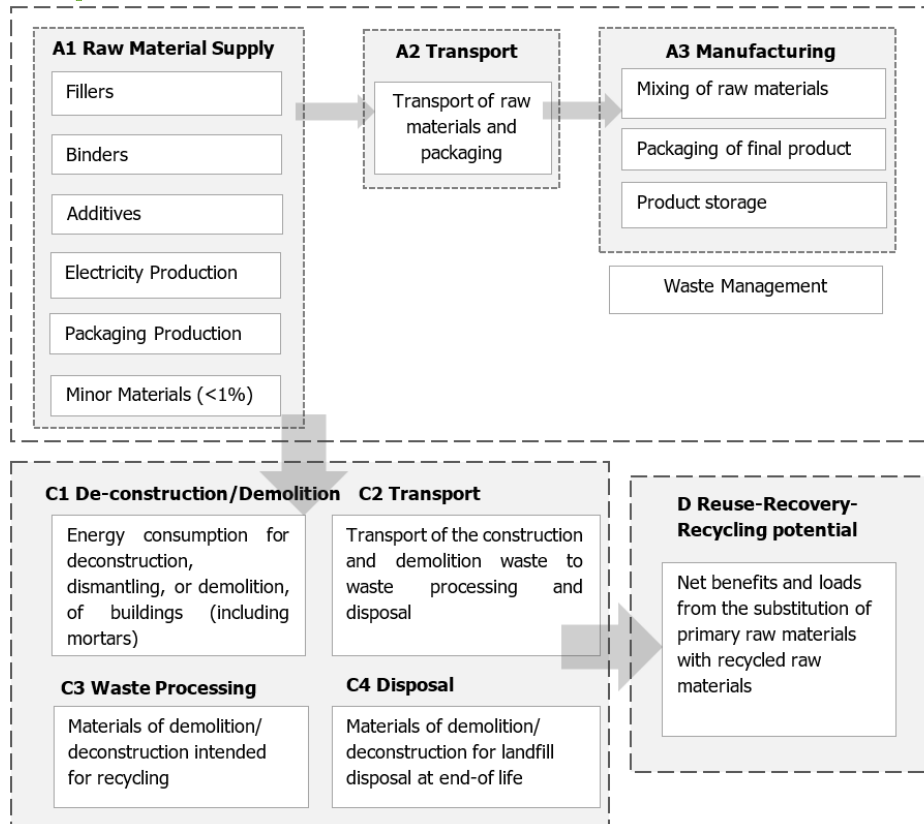 A1 Raw Material Supply
Fillers
Binders
Additives
Electricity Production
Packaging Production
Minor Materials (<1%)
A2 Transport
Transport of raw
materials and
packaging
A3 Manufacturing
Mixing of raw materials
Packaging of final product
Product storage
Waste Management
C1 De-construction/Demolition
Energy consumption for
deconstruction,
dismantling, or demolition,
of buildings (including
mortars)
C2 Transport
Transport of the construction
and demolition waste to
waste processing and
disposal
C3 Waste Processing
Materials of demolition/
deconstruction intended
for recycling
C4 Disposal
Materials of demolition/
deconstruction for landfill
disposal at end-of life
D Reuse-Recovery-
Recycling potential
Net benefits and loads
from the substitution of
primary raw materials
with recycled raw
materials